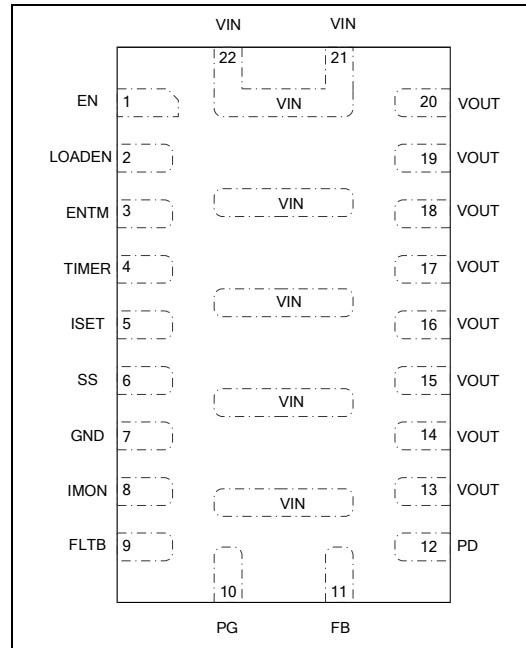 VIN VIN
22 21
EN 1 VIN 20 VOUT
LOADEN 2 19 VOUT
ENTM 3 VIN 18 VOUT
TIMER 4 17 VOUT
ISET 5 VIN 16 VOUT
SS 6 15 VOUT
VIN
GND 7 14 VOUT
IMON 8 13 VOUT
VIN
FLTB 9 12 PD
10 11
PG FB